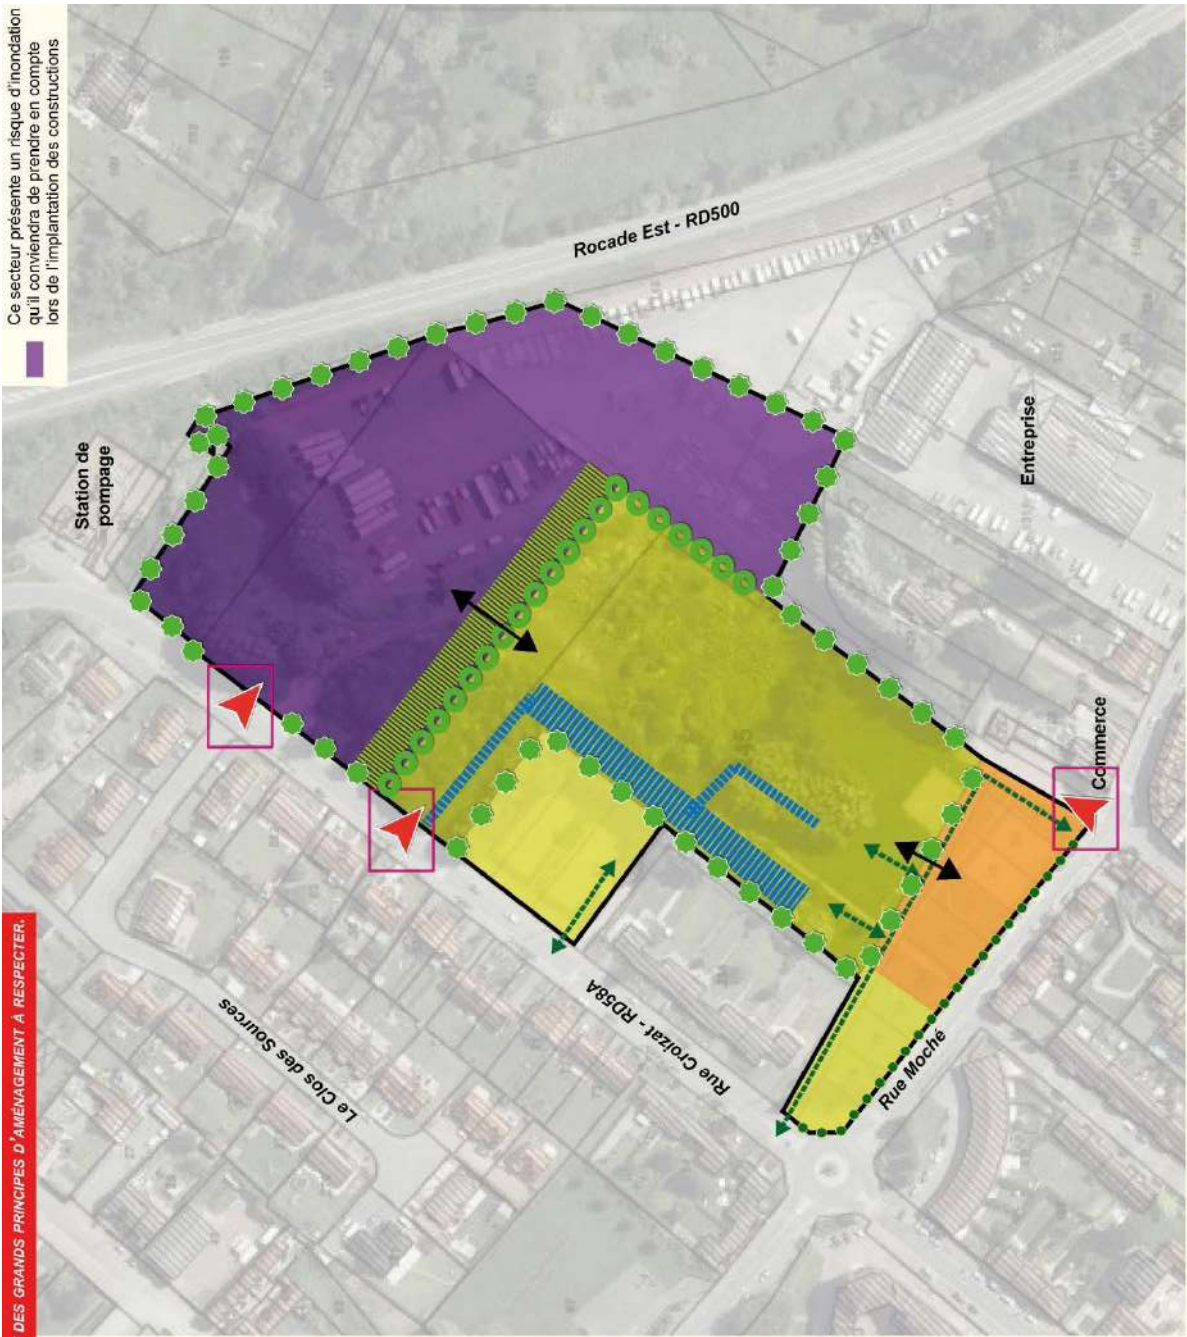 DES GRANDS PRINCIPES D'AMÉNAGEMENT À RESPECTER.
Ce secteur présente un risque d'inondation
qu'il conviendra de prendre en compte
lors de l'implantation des constructions
Station de
pompage
Rocade Est - RD500
Le Clos des Sources
Rue Croizat - RD58A
Rue Moché
Entreprise
Commerce